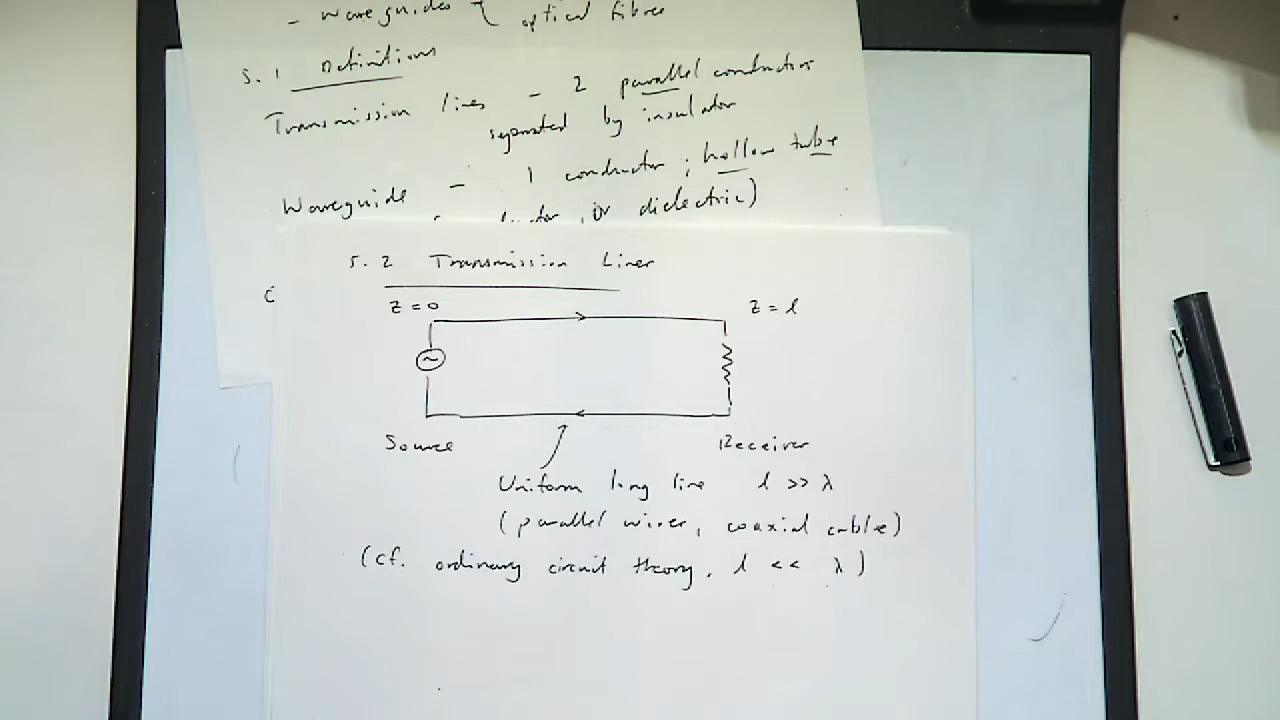 - waveguides { optical fibres
5.1 Definitions
Transmission lines - 2 parallel conductors
separated by insulator
Waveguide - 1 conductor ; hollow tube
, or dielectric)
5.2 Transmission Lines
z = 0
z = l
~
Source
Receiver
Uniform long line l >> λ
(parallel wires, coaxial cable)
(cf. ordinary circuit theory, l << λ)